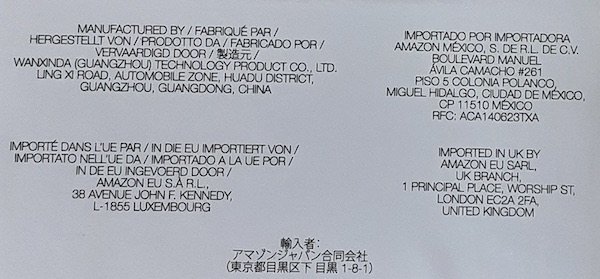 MANUFACTURED BY / FABRIQUÉ PAR /
HERGESTELLT VON / PRODOTTO DA / FABRICADO POR /
VERVAARDIGD DOOR / 製造元 /
WANXINDA (GUANGZHOU) TECHNOLOGY PRODUCT CO., LTD.
LING XI ROAD, AUTOMOBILE ZONE, HUADU DISTRICT,
GUANGZHOU, GUANGDONG, CHINA
IMPORTADO POR IMPORTADORA
AMAZON MÉXICO, S. DE R.L. DE C.V.
BOULEVARD MANUEL
ÁVILA CAMACHO #261
PISO 5 COLONIA POLANCO,
MIGUEL HIDALGO, CIUDAD DE MÉXICO,
CP 11510 MÉXICO
RFC: ACA140623TXA
IMPORTÉ DANS L'UE PAR / IN DIE EU IMPORTIERT VON /
IMPORTATO NELL'UE DA / IMPORTADO A LA UE POR /
IN DE EU INGEVOERD DOOR /
AMAZON EU S.À R.L.,
38 AVENUE JOHN F. KENNEDY,
L-1855 LUXEMBOURG
IMPORTED IN UK BY
AMAZON EU SARL,
UK BRANCH,
1 PRINCIPAL PLACE, WORSHIP ST,
LONDON EC2A 2FA,
UNITED KINGDOM
輸入者:
アマゾンジャパン合同会社
(東京都目黒区下 目黒 1-8-1)